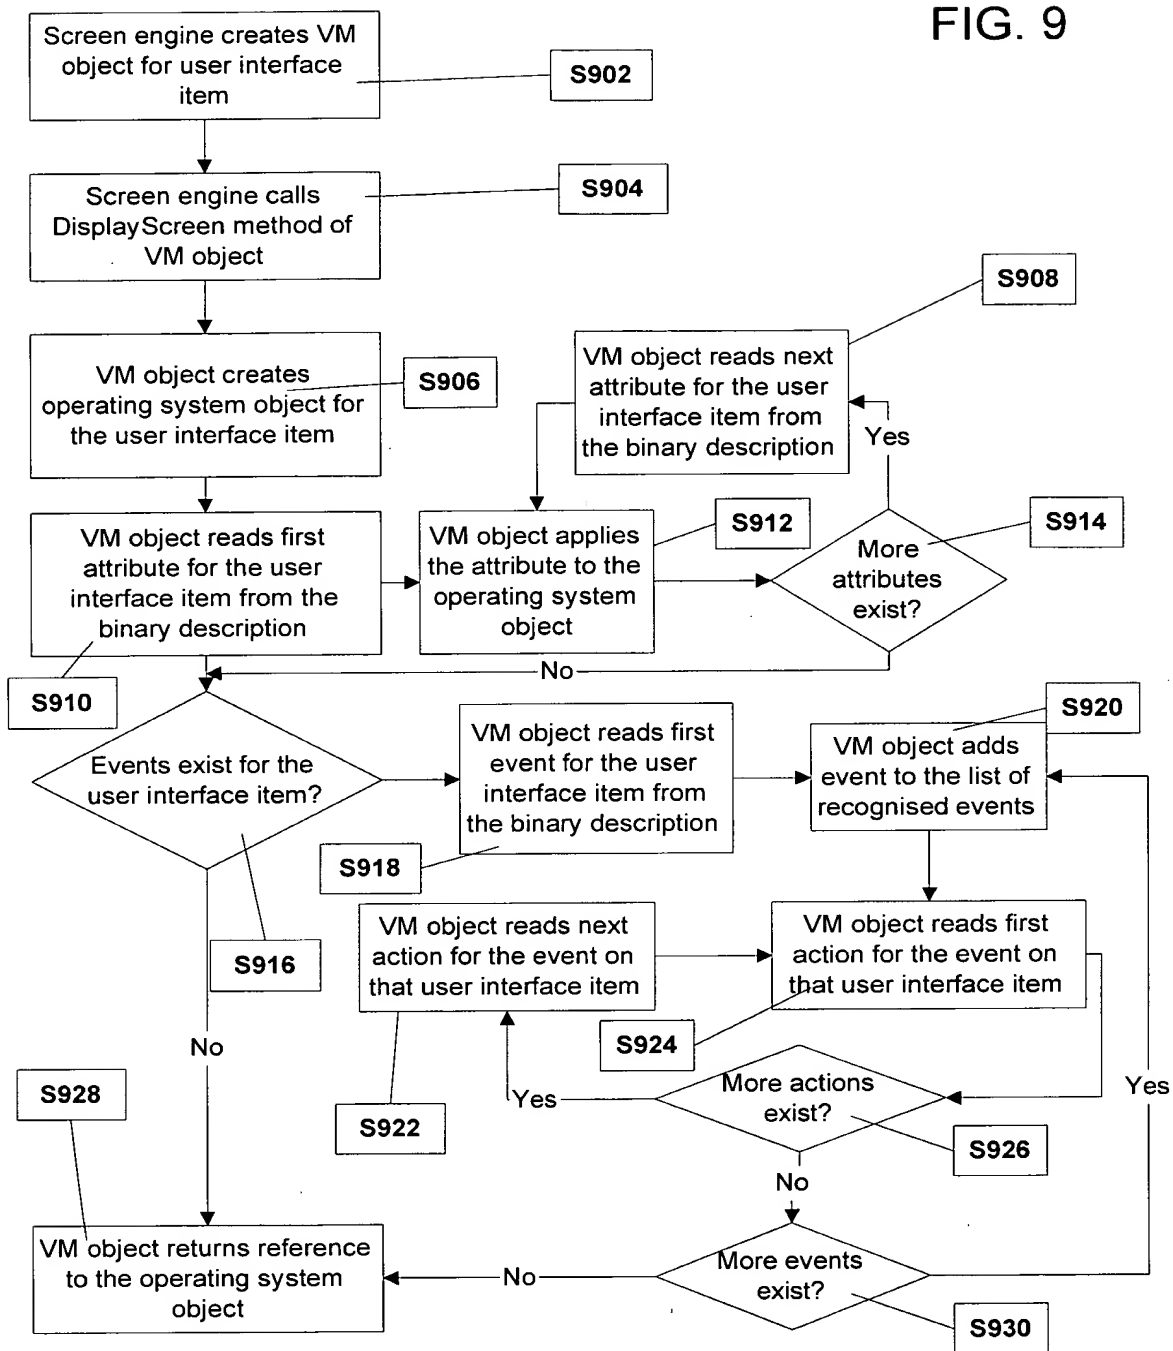 FIG. 9
Screen engine creates VM
object for user interface
item
S902
Screen engine calls
DisplayScreen method of
VM object
S904
VM object creates
operating system object for
the user interface item
S906
VM object reads next
attribute for the user
interface item from
the binary description
S908
Yes
VM object reads first
attribute for the user
interface item from the
binary description
S910
VM object applies
the attribute to the
operating system
object
S912
More
attributes
exist?
S914
No
Events exist for the
user interface item?
S916
VM object reads first
event for the user
interface item from
the binary description
S918
VM object adds
event to the list of
recognised events
S920
VM object reads next
action for the event on
that user interface item
S922
VM object reads first
action for the event on
that user interface item
S924
No
Yes
More actions
exist?
S926
Yes
No
S928
VM object returns reference
to the operating system
object
No
More events
exist?
S930